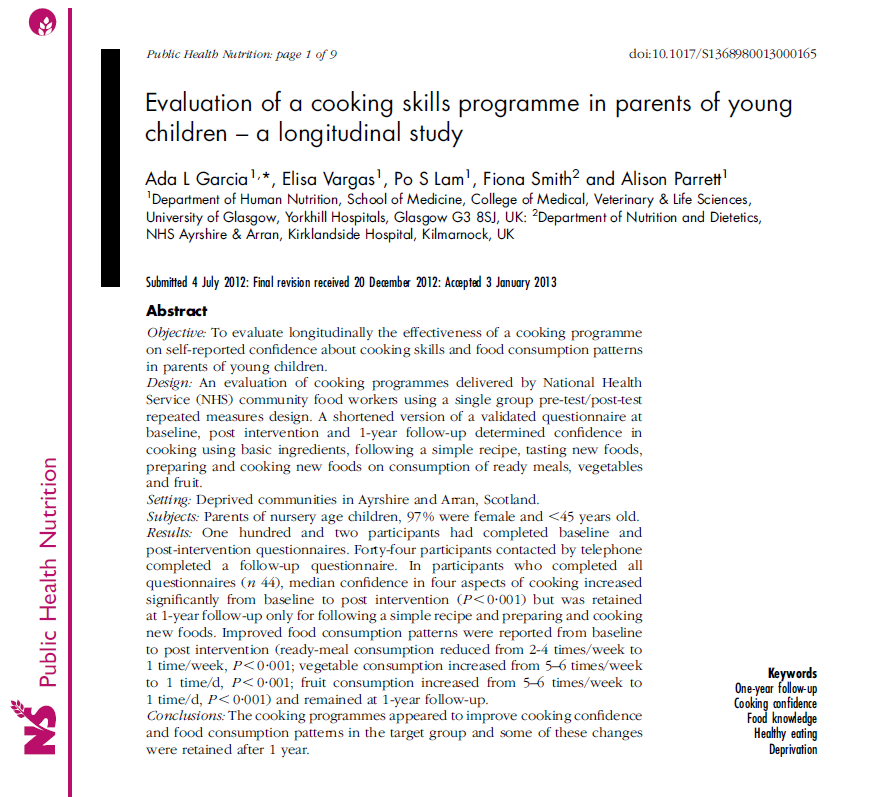 Public Health Nutrition: page 1 of 9
doi:10.1017/S1368980013000165
Evaluation of a cooking skills programme in parents of young
children – a longitudinal study
Ada L Garcia1,*, Elisa Vargas1, Po S Lam1, Fiona Smith2 and Alison Parrett1
1Department of Human Nutrition, School of Medicine, College of Medical, Veterinary & Life Sciences,
University of Glasgow, Yorkhill Hospitals, Glasgow G3 8SJ, UK: 2Department of Nutrition and Dietetics,
NHS Ayrshire & Arran, Kirklandside Hospital, Kilmarnock, UK
Submitted 4 July 2012: Final revision received 20 December 2012: Accepted 3 January 2013
Abstract
Objective: To evaluate longitudinally the effectiveness of a cooking programme
on self-reported confidence about cooking skills and food consumption patterns
in parents of young children.
Design: An evaluation of cooking programmes delivered by National Health
Service (NHS) community food workers using a single group pre-test/post-test
repeated measures design. A shortened version of a validated questionnaire at
baseline, post intervention and 1-year follow-up determined confidence in
cooking using basic ingredients, following a simple recipe, tasting new foods,
preparing and cooking new foods on consumption of ready meals, vegetables
and fruit.
Setting: Deprived communities in Ayrshire and Arran, Scotland.
Subjects: Parents of nursery age children, 97% were female and <45 years old.
Results: One hundred and two participants had completed baseline and
post-intervention questionnaires. Forty-four participants contacted by telephone
completed a follow-up questionnaire. In participants who completed all
questionnaires (n 44), median confidence in four aspects of cooking increased
significantly from baseline to post intervention (P<0·001) but was retained
at 1-year follow-up only for following a simple recipe and preparing and cooking
new foods. Improved food consumption patterns were reported from baseline
to post intervention (ready-meal consumption reduced from 2-4 times/week to
1 time/week, P<0·001; vegetable consumption increased from 5–6 times/week
to 1 time/d, P<0·001; fruit consumption increased from 5–6 times/week to
1 time/d, P<0·001) and remained at 1-year follow-up.
Conclusions: The cooking programmes appeared to improve cooking confidence
and food consumption patterns in the target group and some of these changes
were retained after 1 year.
Keywords
One-year follow-up
Cooking confidence
Food knowledge
Healthy eating
Deprivation
Public Health Nutrition
NS